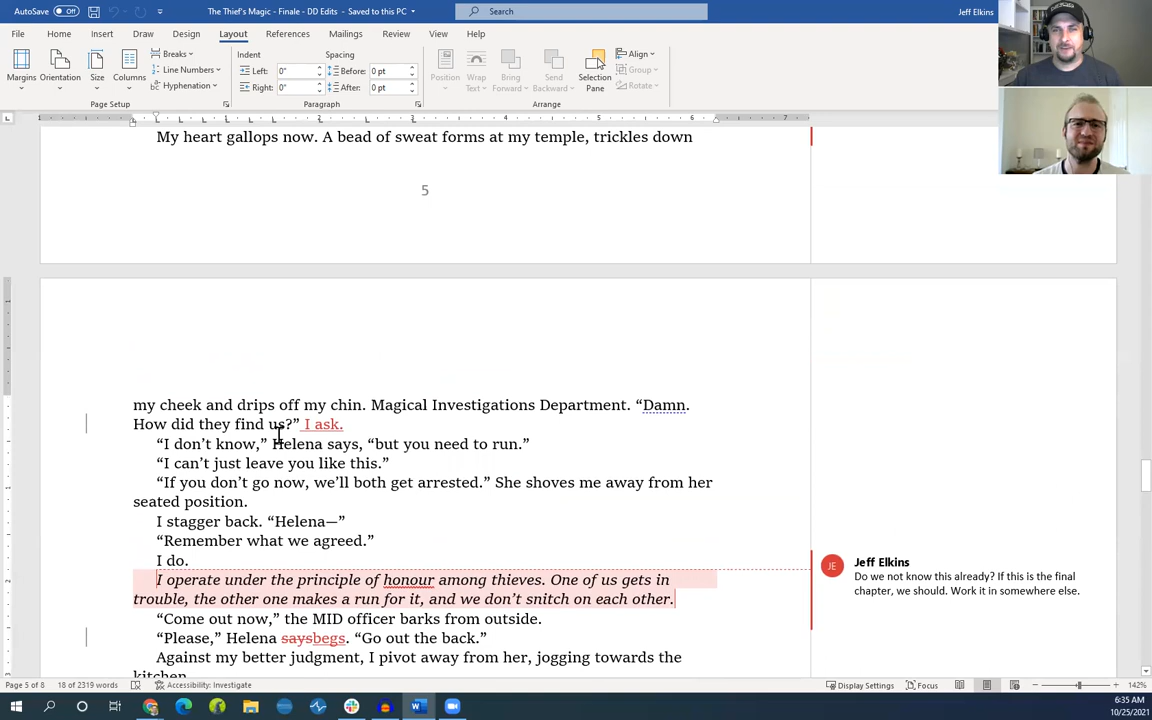 AutoSave Off The Thief's Magic - Finale - DD Edits - Saved to this PC Search Jeff Elkins
File Home Insert Draw Design Layout References Mailings Review View Help
Margins Orientation Size Columns Breaks Line Numbers Hyphenation
Page Setup
Indent Spacing
Left: 0" Before: 0 pt
Right: 0" After: 0 pt
Paragraph
Position Wrap Text Bring Forward Send Backward Selection Pane Align Group Rotate
Arrange
1 1 2 3 4 5 6 7
My heart gallops now. A bead of sweat forms at my temple, trickles down
5
my cheek and drips off my chin. Magical Investigations Department. “Damn.
How did they find us?” I ask.
“I don’t know,” Helena says, “but you need to run.”
“I can’t just leave you like this.”
“If you don’t go now, we’ll both get arrested.” She shoves me away from her
seated position.
I stagger back. “Helena—”
“Remember what we agreed.”
I do.
I operate under the principle of honour among thieves. One of us gets in
trouble, the other one makes a run for it, and we don’t snitch on each other.
“Come out now,” the MID officer barks from outside.
“Please,” Helena saysbegs. “Go out the back.”
Against my better judgment, I pivot away from her, jogging towards the
kitchen.
JE Jeff Elkins
Do we not know this already? If this is the final
chapter, we should. Work it in somewhere else.
Page 5 of 8 18 of 2319 words Accessibility: Investigate Display Settings Focus 142%
6:35 AM
10/25/2021